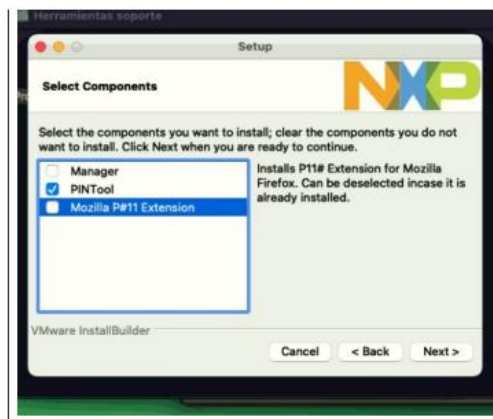 Herramientas soporte
Setup
Select Components
NXP
Select the components you want to install; clear the components you do not
want to install. Click Next when you are ready to continue.
Manager
PINTool
Mozilla P#11 Extension
Installs P11# Extension for Mozilla
Firefox. Can be deselected incase it is
already installed.
VMware InstallBuilder
Cancel
< Back
Next >